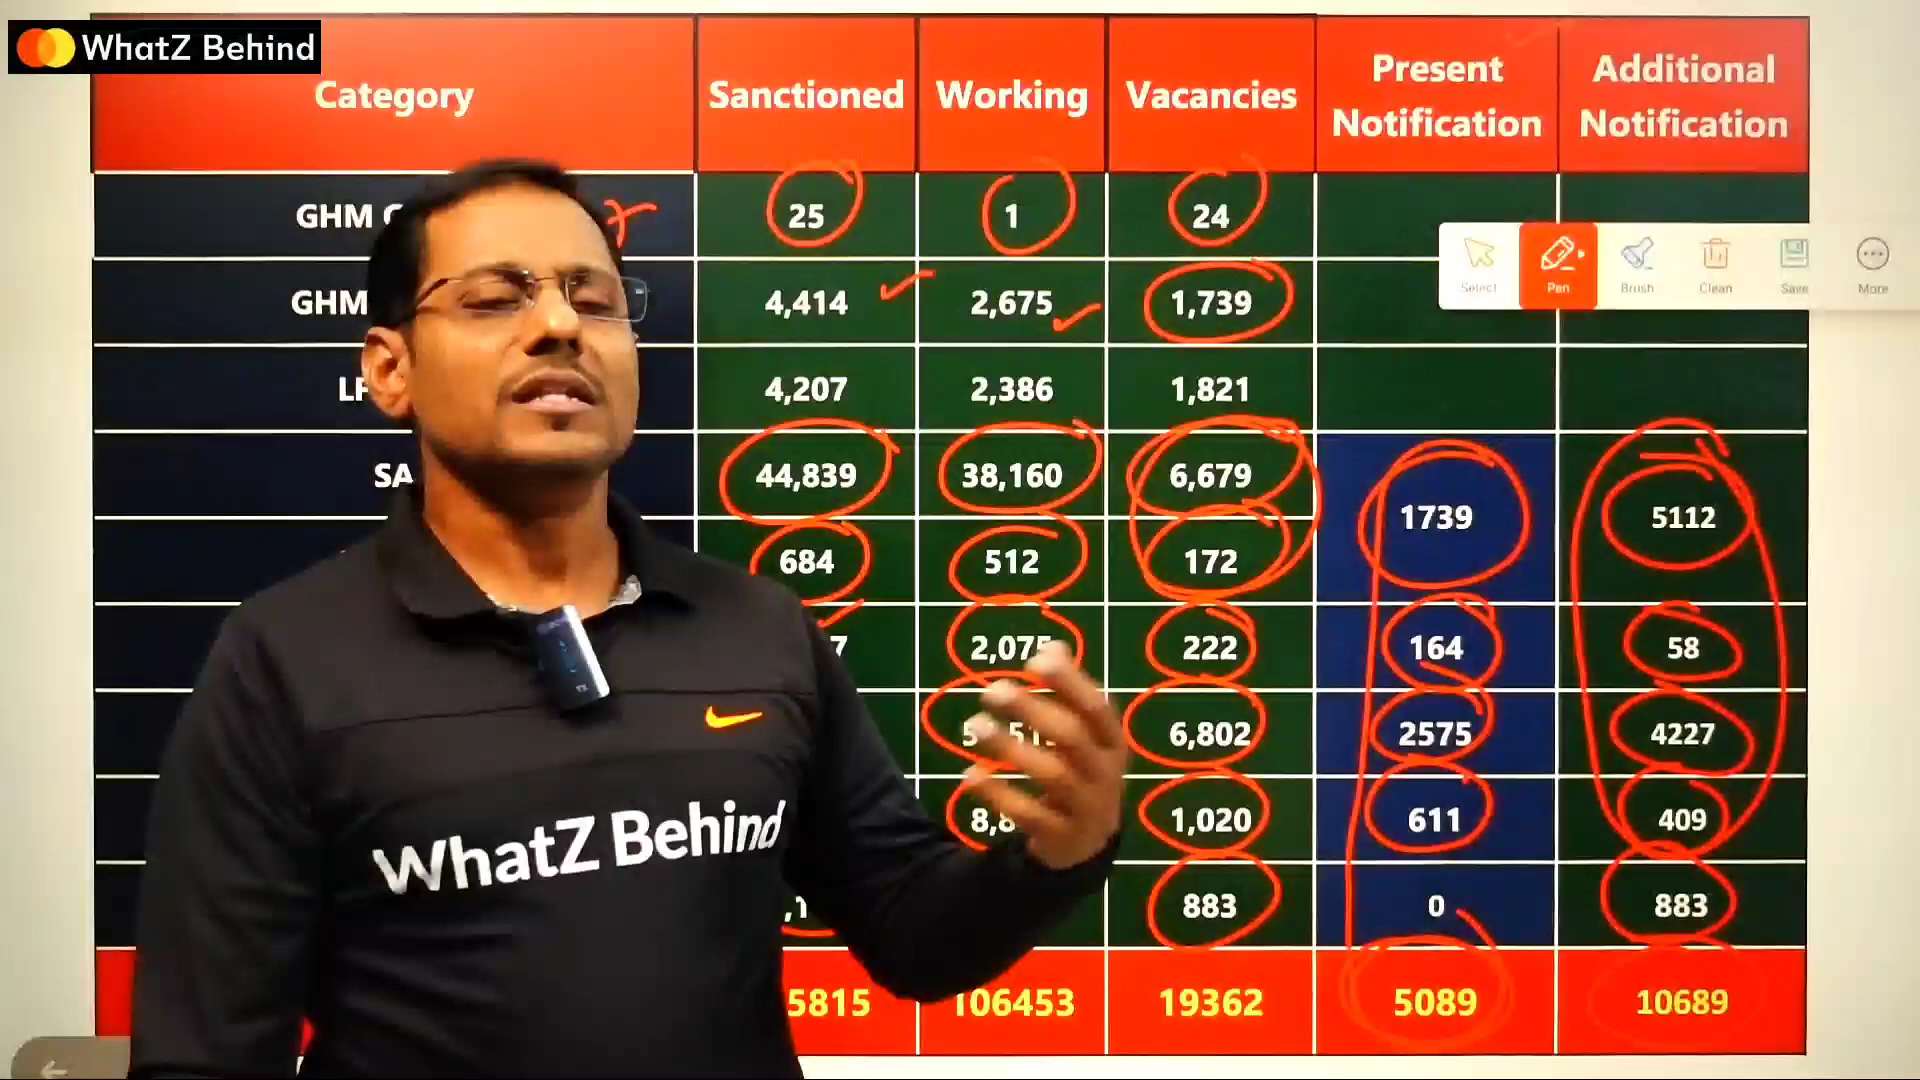 WhatZ Behind
Category Sanctioned Working Vacancies Present Notification Additional Notification
GHM 25 1 24
GHM 4,414 2,675 1,739
4,207 2,386 1,821
SA 44,839 38,160 6,679 1739 5112
684 512 172
2,075 222 164 58
6,802 2575 4227
1,020 611 409
883 0 883
5815 106453 19362 5089 10689
Select Pen Brush Clean Save More
WhatZ Behind